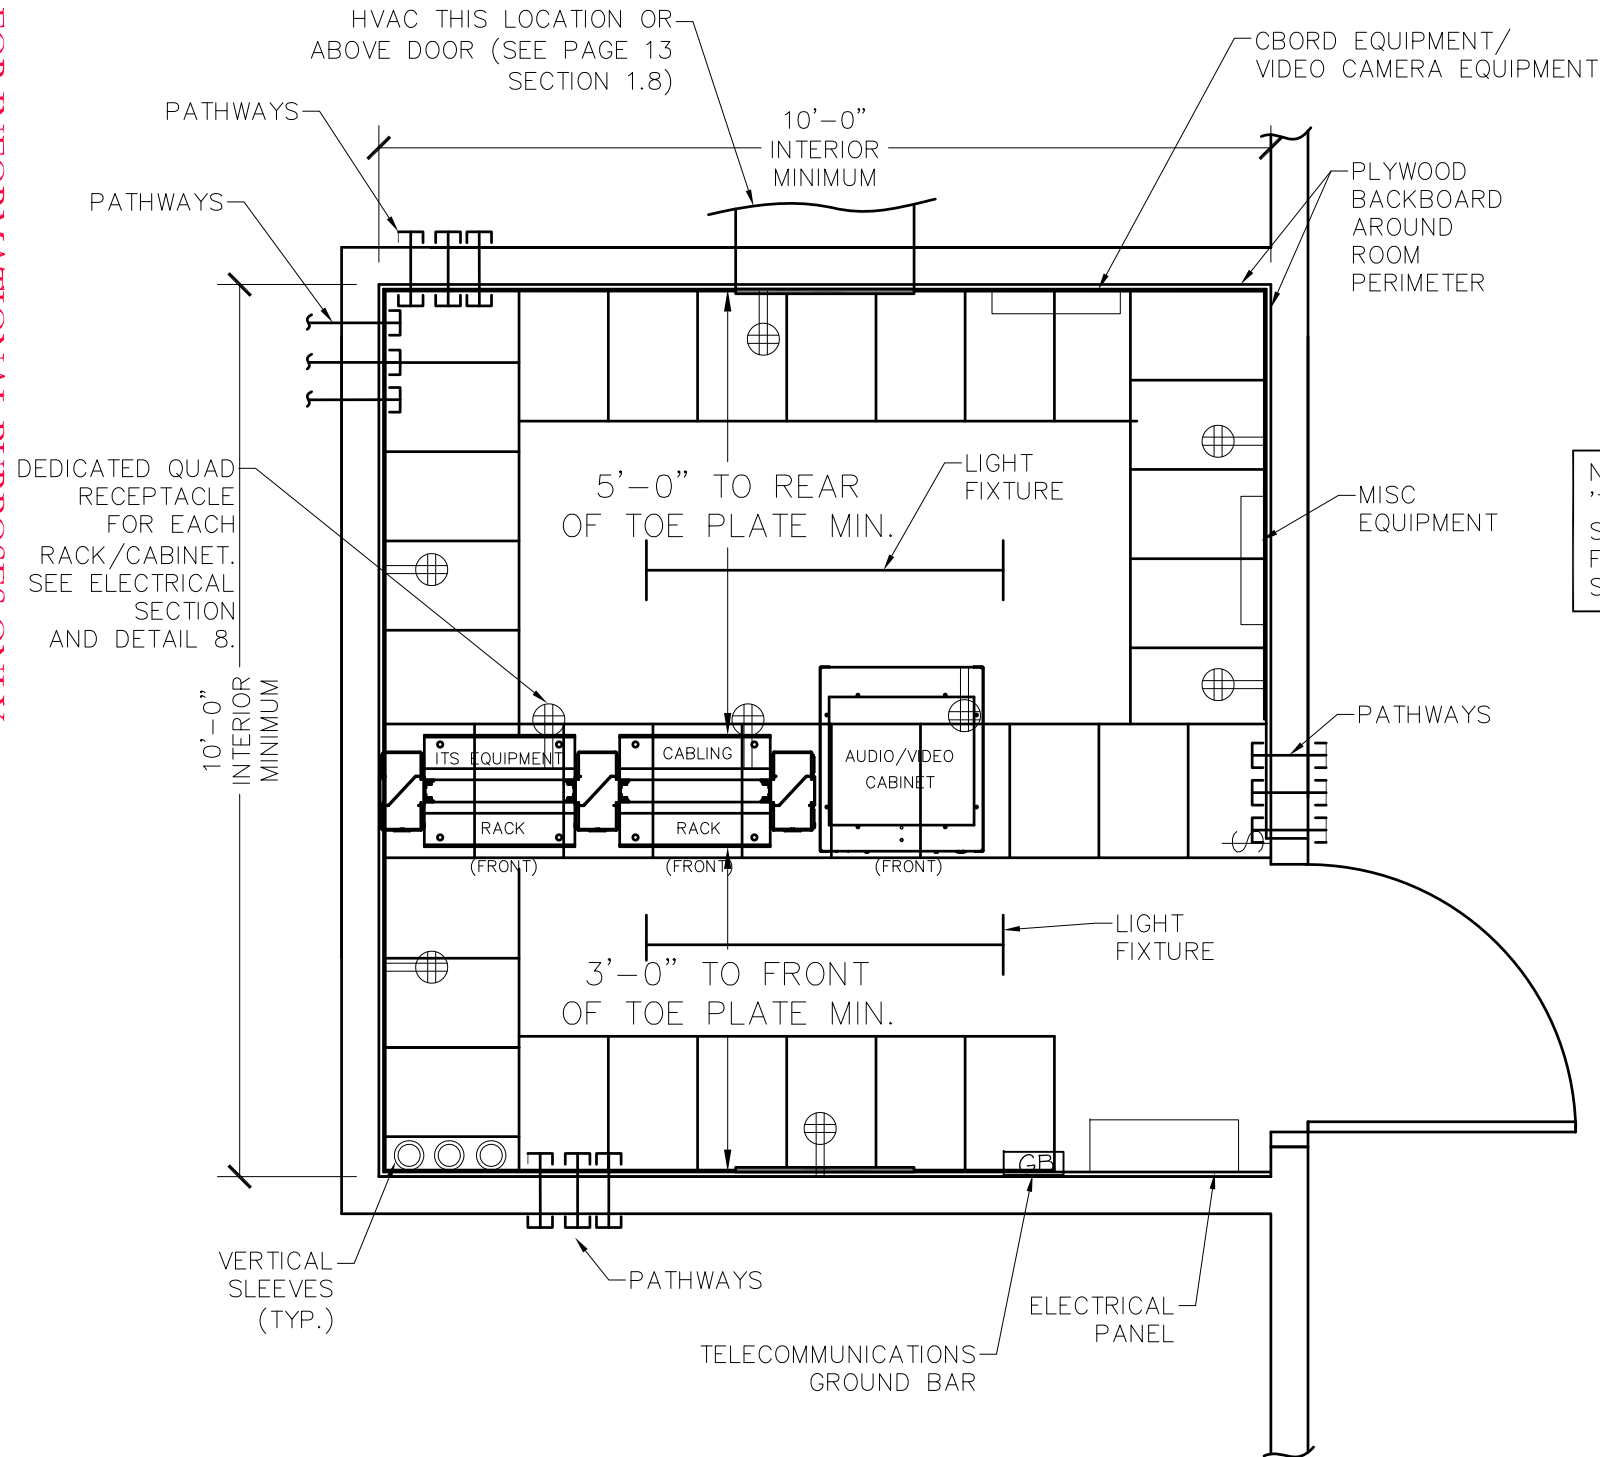 HVAC THIS LOCATION OR
ABOVE DOOR (SEE PAGE 13
SECTION 1.8)
CBORD EQUIPMENT/
VIDEO CAMERA EQUIPMENT
PATHWAYS
10'-0"
INTERIOR
MINIMUM
PATHWAYS
PLYWOOD
BACKBOARD
AROUND
ROOM
PERIMETER
DEDICATED QUAD
RECEPTACLE
FOR EACH
RACK/CABINET.
SEE ELECTRICAL
SECTION
AND DETAIL 8.
5'-0" TO REAR
OF TOE PLATE MIN.
LIGHT
FIXTURE
MISC
EQUIPMENT
10'-0"
INTERIOR
MINIMUM
PATHWAYS
ITS EQUIPMENT
RACK
(FRONT)
CABLING
RACK
(FRONT)
AUDIO/VIDEO
CABINET
(FRONT)
S
LIGHT
FIXTURE
3'-0" TO FRONT
OF TOE PLATE MIN.
GB
VERTICAL
SLEEVES
(TYP.)
PATHWAYS
ELECTRICAL
PANEL
TELECOMMUNICATIONS
GROUND BAR